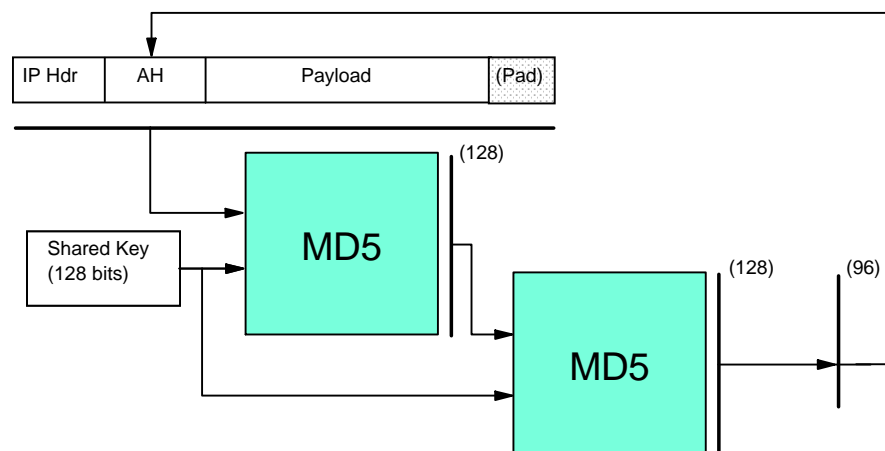 IP Hdr AH Payload (Pad)
(128)
MD5
Shared Key
(128 bits)
(128) (96)
MD5